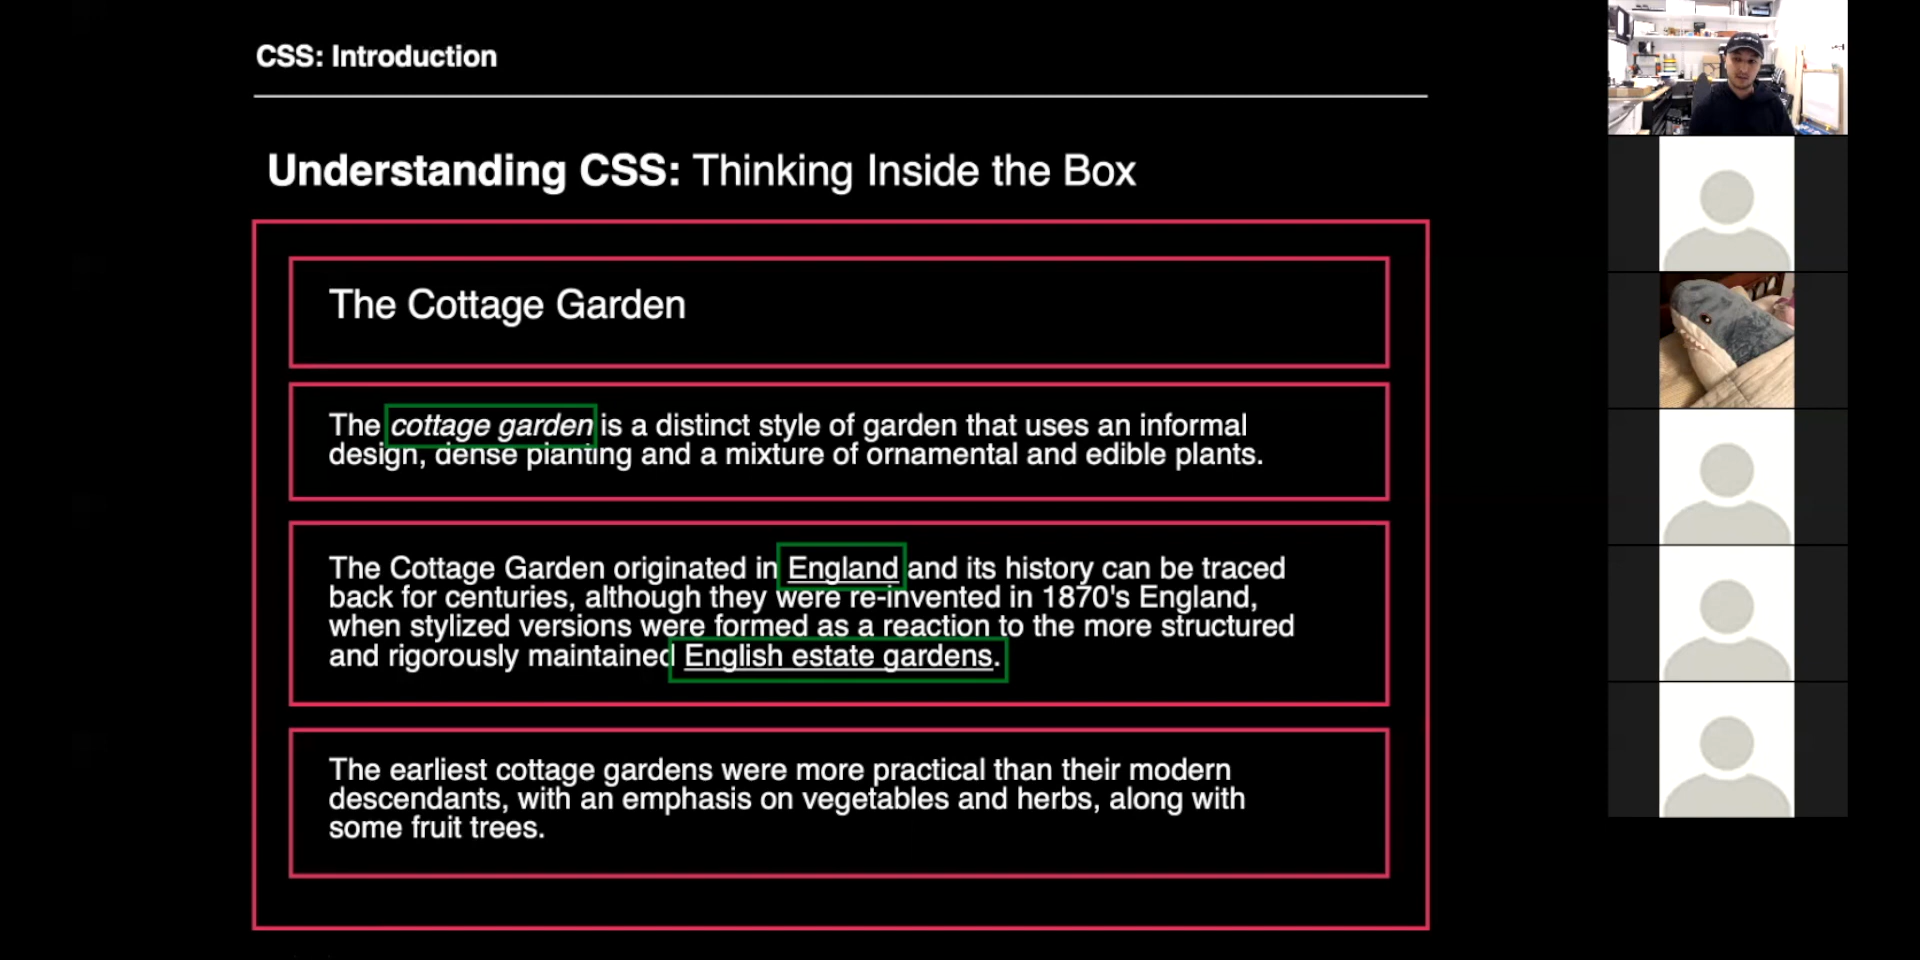 CSS: Introduction
Understanding CSS: Thinking Inside the Box
The Cottage Garden
The cottage garden is a distinct style of garden that uses an informal
design, dense planting and a mixture of ornamental and edible plants.
The Cottage Garden originated in England and its history can be traced
back for centuries, although they were re-invented in 1870's England,
when stylized versions were formed as a reaction to the more structured
and rigorously maintained English estate gardens.
The earliest cottage gardens were more practical than their modern
descendants, with an emphasis on vegetables and herbs, along with
some fruit trees.